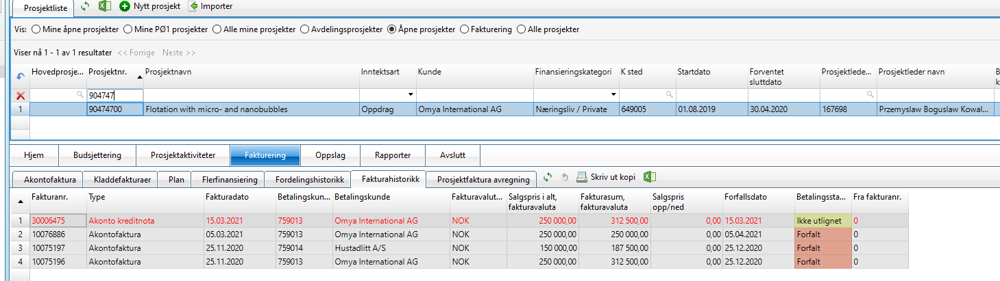 Prosjektliste Nytt prosjekt Importer
Vis: Mine åpne prosjekter Mine PØ1 prosjekter Alle mine prosjekter Avdelingsprosjekter Åpne prosjekter Fakturering Alle prosjekter
Viser nå 1 - 1 av 1 resultater << Forrige Neste >>
Hovedprosje... Prosjektnr. Prosjektnavn Inntektsart Kunde Finansieringskategori K sted Startdato Forventet sluttdato Prosjektlede... Prosjektleder navn B k
904747
1 90474700 Flotation with micro- and nanobubbles Oppdrag Omya International AG Næringsliv / Private 649005 01.08.2019 30.04.2020 167698 Przemyslaw Boguslaw Kowal...
Hjem Budsjettering Prosjektaktiviteter Fakturering Oppslag Rapporter Avslutt
Akontofaktura Kladdefakturaer Plan Flerfinansiering Fordelingshistorikk Fakturahistorikk Prosjektfaktura avregning Skriv ut kopi
Fakturanr. Type Fakturadato Betalingskun... Betalingskunde Fakturavalut... Salgspris i alt, fakturavaluta Fakturasum, fakturavaluta Salgspris opp/ned Forfallsdato Betalingssta... Fra fakturanr.
1 30006475 Akonto kreditnota 15.03.2021 759013 Omya International AG NOK 250 000,00 312 500,00 0,00 15.03.2021 Ikke utlignet 0
2 10076886 Akontofaktura 05.03.2021 759013 Omya International AG NOK 250 000,00 250 000,00 0,00 05.04.2021 Forfalt 0
3 10075197 Akontofaktura 25.11.2020 759014 Hustadlitt A/S NOK 150 000,00 187 500,00 0,00 25.12.2020 Forfalt 0
4 10075196 Akontofaktura 25.11.2020 759013 Omya International AG NOK 250 000,00 312 500,00 0,00 25.12.2020 Forfalt 0